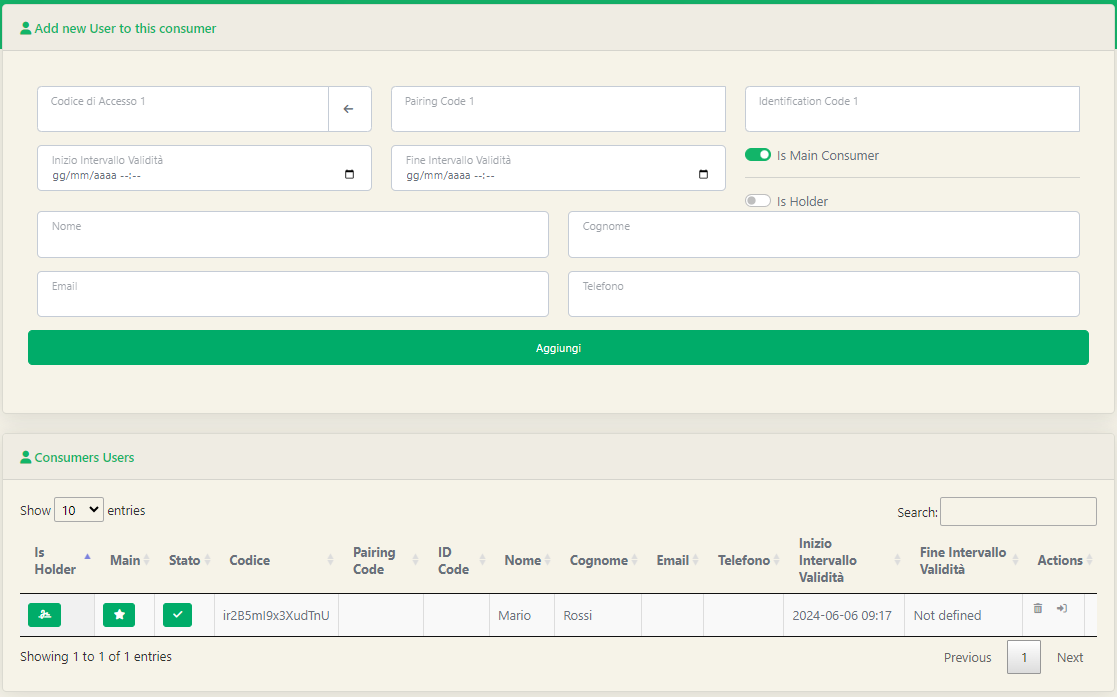 Add new User to this consumer
Codice di Accesso 1
Pairing Code 1
Identification Code 1
Inizio Intervallo Validità
gg/mm/aaaa --:--
Fine Intervallo Validità
gg/mm/aaaa --:--
Is Main Consumer
Is Holder
Nome
Cognome
Email
Telefono
Aggiungi
Consumers Users
Show 10 entries
Search:
Is Holder
Main
Stato
Codice
Pairing Code
ID Code
Nome
Cognome
Email
Telefono
Inizio Intervallo Validità
Fine Intervallo Validità
Actions
ir2B5mI9x3XudTnU
Mario
Rossi
2024-06-06 09:17
Not defined
Showing 1 to 1 of 1 entries
Previous 1 Next